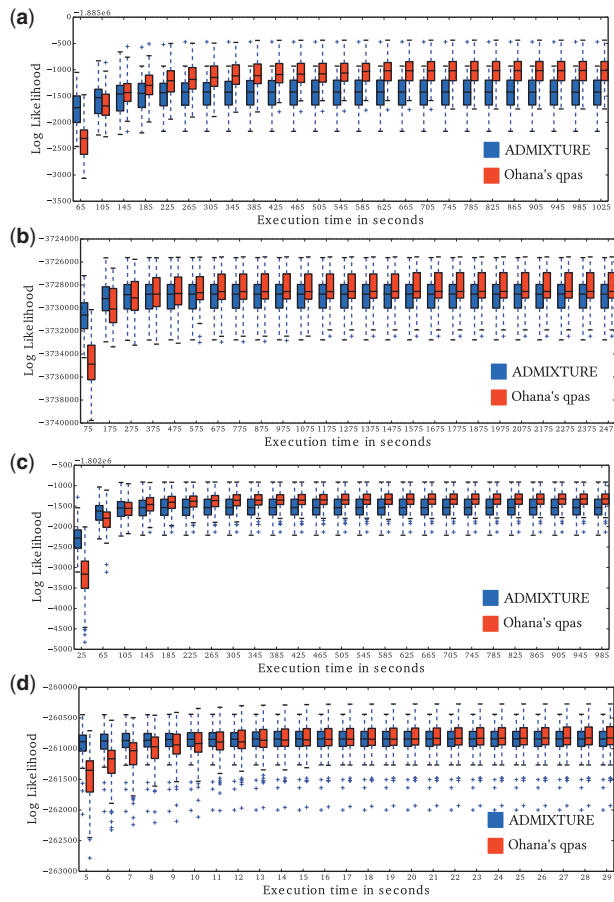 (a)
−1.885e6
0
−500
−1000
−1500
−2000
−2500
−3000
−3500
Log Likelihood
ADMIXTURE
Ohana's qpas
65 105 145 185 225 265 305 345 385 425 465 505 545 585 625 665 705 745 785 825 865 905 945 985 1025
Execution time in seconds
(b)
−3724000
−3726000
−3728000
−3730000
−3732000
−3734000
−3736000
−3738000
−3740000
Log Likelihood
ADMIXTURE
Ohana's qpas
75 175 275 375 475 575 675 775 875 975 1075 1175 1275 1375 1475 1575 1675 1775 1875 1975 2075 2175 2275 2375 2475
Execution time in seconds
(c)
−1.802e6
−500
−1000
−1500
−2000
−2500
−3000
−3500
−4000
−4500
−5000
Log Likelihood
ADMIXTURE
Ohana's qpas
25 65 105 145 185 225 265 305 345 385 425 465 505 545 585 625 665 705 745 785 825 865 905 945 985
Execution time in seconds
(d)
−260000
−260500
−261000
−261500
−262000
−262500
−263000
Log Likelihood
ADMIXTURE
Ohana's qpas
5 6 7 8 9 10 11 12 13 14 15 16 17 18 19 20 21 22 23 24 25 26 27 28 29
Execution time in seconds